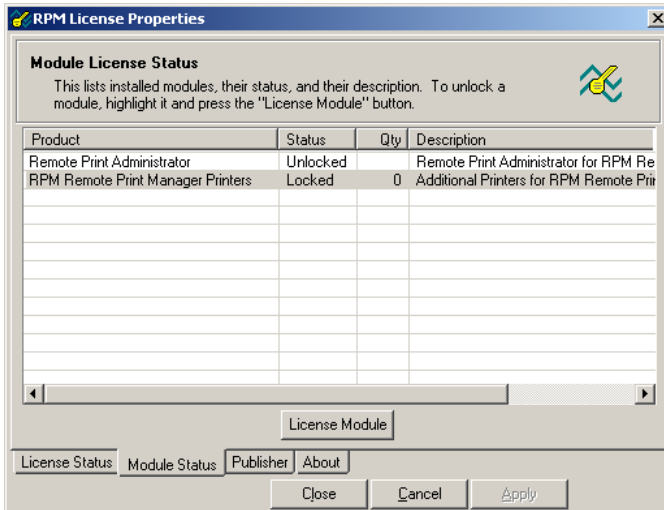 RPM License Properties
Module License Status
This lists installed modules, their status, and their description. To unlock a
module, highlight it and press the "License Module" button.
Product Status Qty Description
Remote Print Administrator Unlocked Remote Print Administrator for RPM Re
RPM Remote Print Manager Printers Locked 0 Additional Printers for RPM Remote Prin
License Module
License Status Module Status Publisher About
Close Cancel Apply